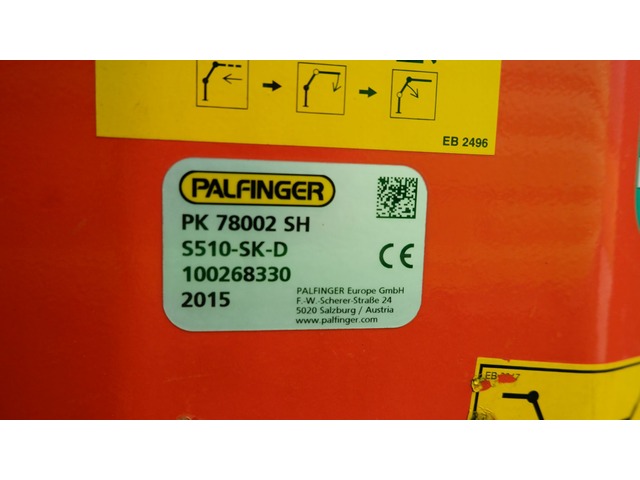 EB 2496
PALFINGER
PK 78002 SH
S510-SK-D
100268330
2015
PALFINGER Europe GmbH
F.-W.-Scherer-Straße 24
5020 Salzburg / Austria
www.palfinger.com
EB